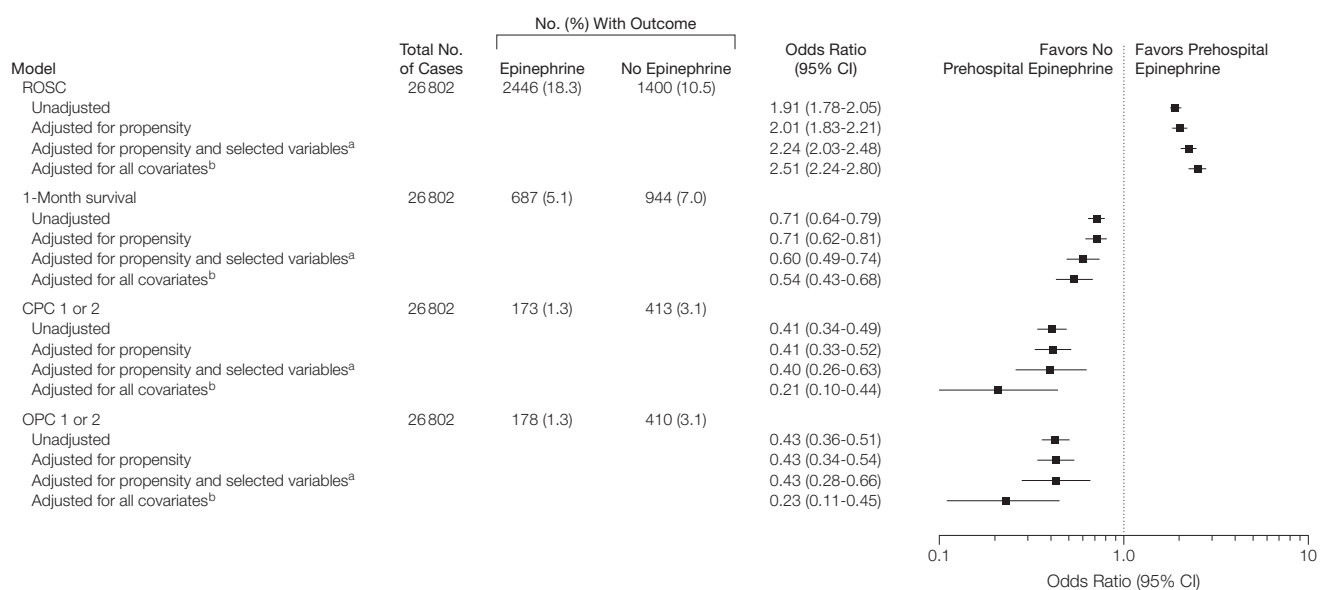 No. (%) With Outcome
Model Total No. of Cases Epinephrine No Epinephrine Odds Ratio (95% CI) Favors No Prehospital Epinephrine Favors Prehospital Epinephrine
ROSC 26 802 2446 (18.3) 1400 (10.5)
Unadjusted 1.91 (1.78-2.05)
Adjusted for propensity 2.01 (1.83-2.21)
Adjusted for propensity and selected variablesa 2.24 (2.03-2.48)
Adjusted for all covariatesb 2.51 (2.24-2.80)
1-Month survival 26 802 687 (5.1) 944 (7.0)
Unadjusted 0.71 (0.64-0.79)
Adjusted for propensity 0.71 (0.62-0.81)
Adjusted for propensity and selected variablesa 0.60 (0.49-0.74)
Adjusted for all covariatesb 0.54 (0.43-0.68)
CPC 1 or 2 26 802 173 (1.3) 413 (3.1)
Unadjusted 0.41 (0.34-0.49)
Adjusted for propensity 0.41 (0.33-0.52)
Adjusted for propensity and selected variablesa 0.40 (0.26-0.63)
Adjusted for all covariatesb 0.21 (0.10-0.44)
OPC 1 or 2 26 802 178 (1.3) 410 (3.1)
Unadjusted 0.43 (0.36-0.51)
Adjusted for propensity 0.43 (0.34-0.54)
Adjusted for propensity and selected variablesa 0.43 (0.28-0.66)
Adjusted for all covariatesb 0.23 (0.11-0.45)
0.1 1.0 10
Odds Ratio (95% CI)